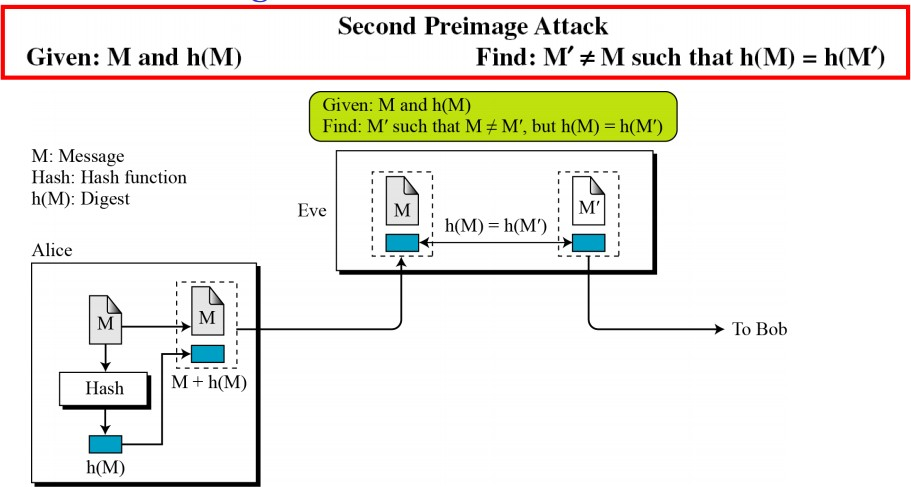 Second Preimage Attack
Given: M and h(M) Find: M′ ≠ M such that h(M) = h(M′)
Given: M and h(M)
Find: M′ such that M ≠ M′, but h(M) = h(M′)
M: Message
Hash: Hash function
h(M): Digest
Eve
M
M′
h(M) = h(M′)
Alice
M
M
To Bob
Hash
M + h(M)
h(M)